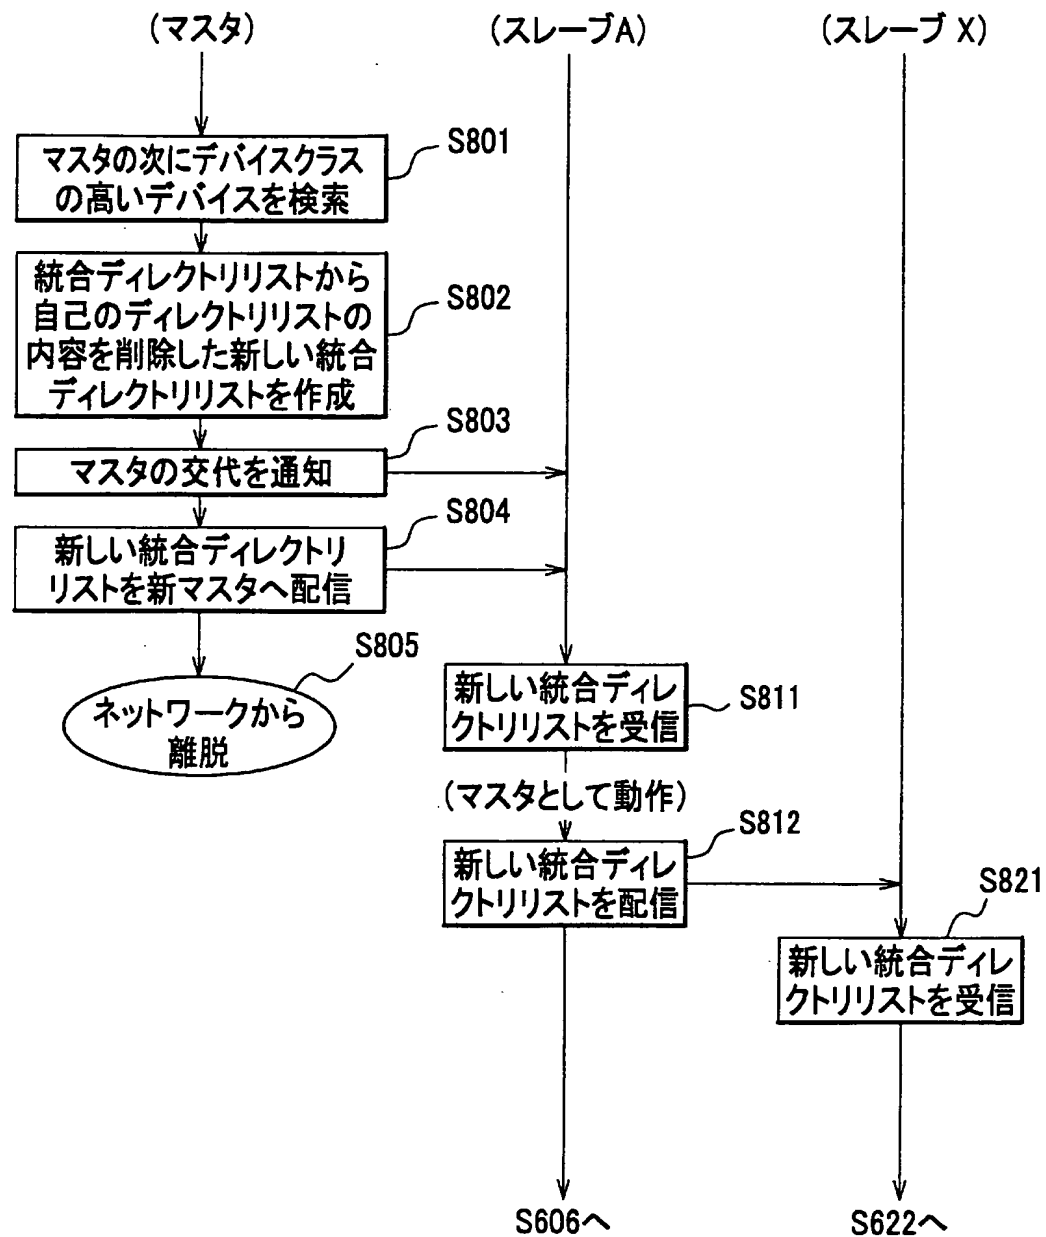 (マスタ)
(スレーブA)
(スレーブ X)
S801
マスタの次にデバイスクラス
の高いデバイスを検索
S802
統合ディレクトリリストから
自己のディレクトリリストの
内容を削除した新しい統合
ディレクトリリストを作成
S803
マスタの交代を通知
S804
新しい統合ディレクトリ
リストを新マスタへ配信
S805
ネットワークから
離脱
S811
新しい統合ディレ
クトリリストを受信
(マスタとして動作)
S812
新しい統合ディレ
クトリリストを配信
S821
新しい統合ディレ
クトリリストを受信
S606へ
S622へ